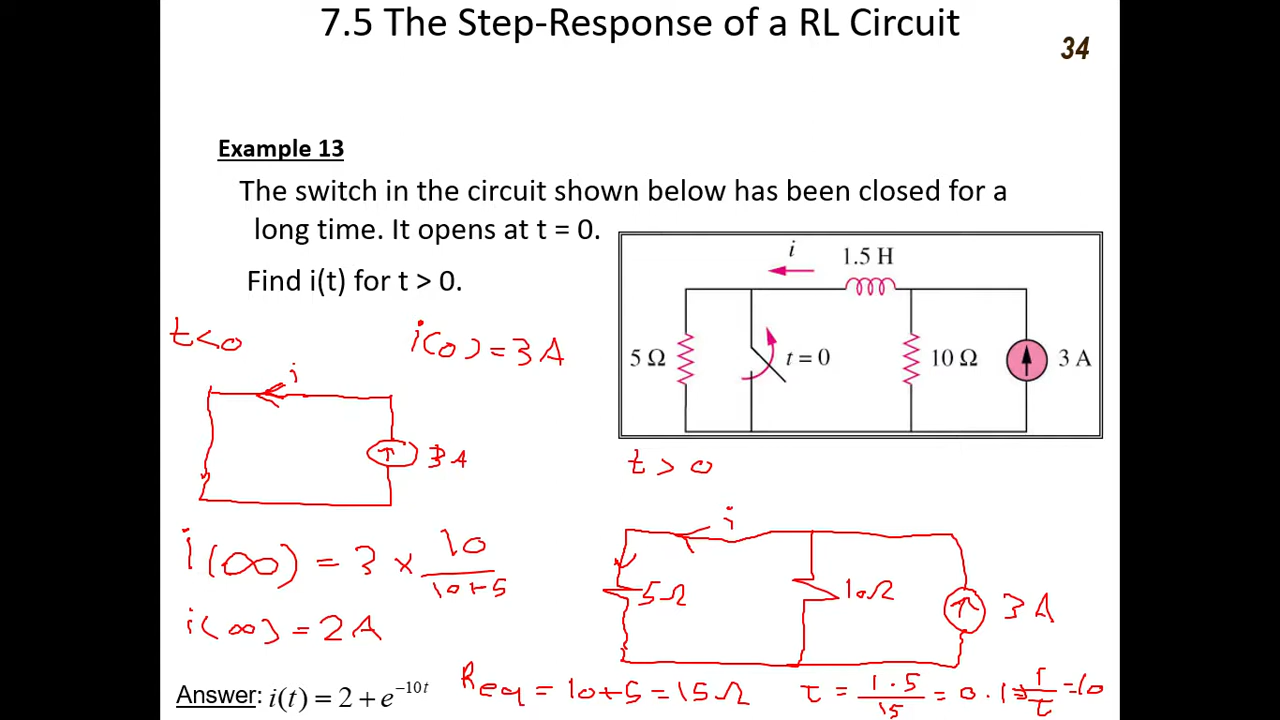 7.5 The Step-Response of a RL Circuit
34
Example 13
The switch in the circuit shown below has been closed for a
long time. It opens at t = 0.
Find i(t) for t > 0.
i
1.5 H
5 Ω
t = 0
10 Ω
3 A
t<0
i(0) = 3 A
i
3 A
t > 0
i(∞) = 3 × 10/10+5
i(∞) = 2A
i
5Ω
10Ω
3 A
Answer: i(t) = 2 + e^{-10t}
Req = 10+5 = 15Ω
τ = 1.5/15 = 0.1 ⇒ 1/τ = 10